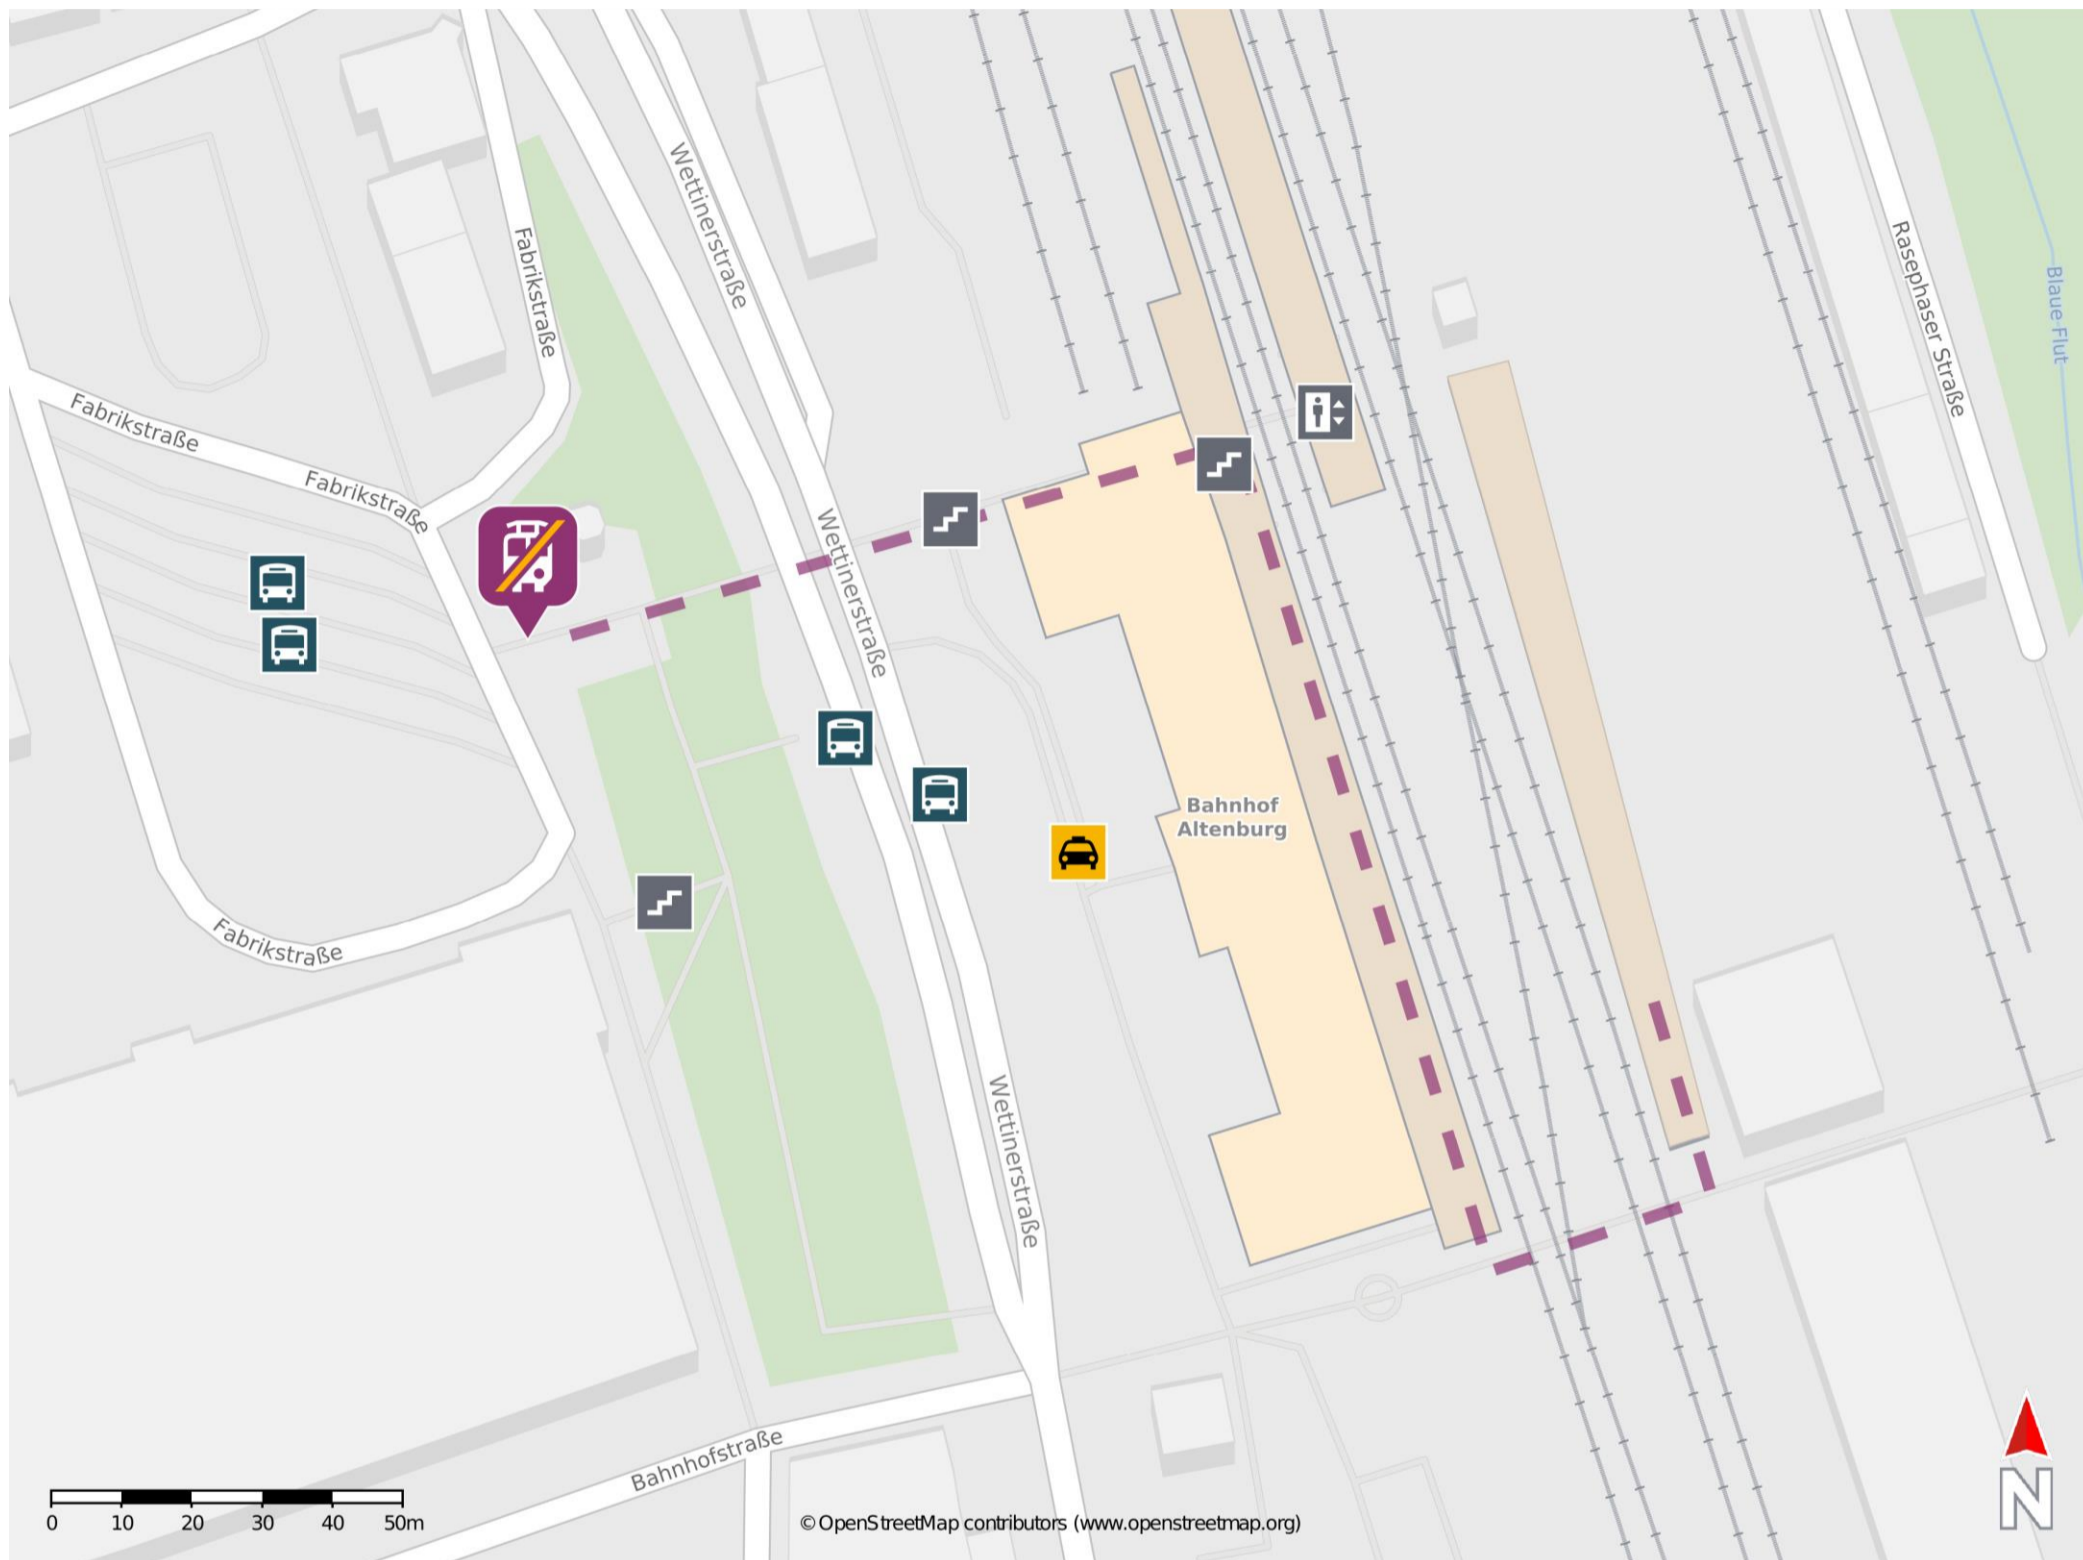 Wettinerstraße
Fabrikstraße
Rasephaser Straße
Blaue Flut
Fabrikstraße
Fabrikstraße
Wettinerstraße
Bahnhof
Altenburg
Fabrikstraße
Wettinerstraße
Bahnhofstraße
0 10 20 30 40 50m
© OpenStreetMap contributors (www.openstreetmap.org)
N